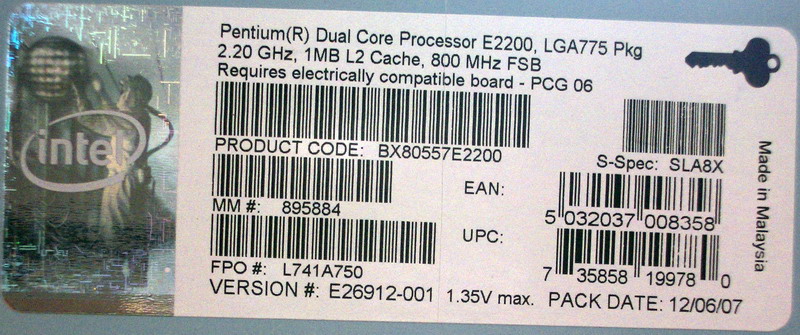 intel
Pentium(R) Dual Core Processor E2200, LGA775 Pkg
2.20 GHz, 1MB L2 Cache, 800 MHz FSB
Requires electrically compatible board - PCG 06
PRODUCT CODE: BX80557E2200
S-Spec: SLA8X
MM #: 895884
EAN:
5 032037 008358
FPO #: L741A750
UPC:
7 35858 19978 0
VERSION #: E26912-001 1.35V max. PACK DATE: 12/06/07
Made in Malaysia